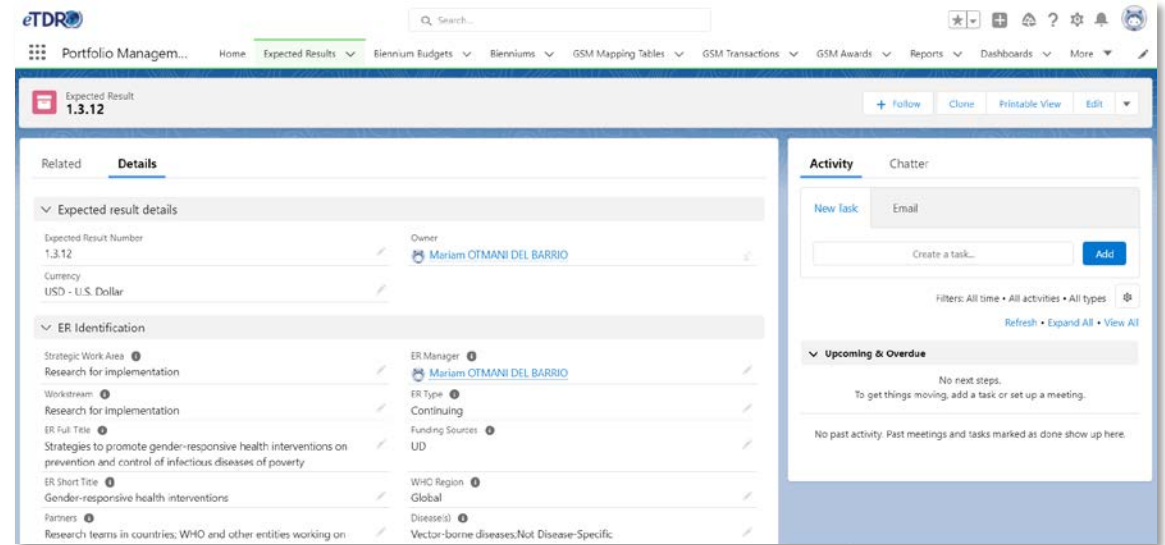 eTDR
Search...
Portfolio Managem...
Home
Expected Results
Biennium Budgets
Bienniums
GSM Mapping Tables
GSM Transactions
GSM Awards
Reports
Dashboards
More
Expected Result
1.3.12
+ Follow
Clone
Printable View
Edit
Related
Details
Expected result details
Expected Result Number
1.3.12
Owner
Mariam OTMANI DEL BARRIO
Currency
USD - U.S. Dollar
ER Identification
Strategic Work Area
Research for implementation
ER Manager
Mariam OTMANI DEL BARRIO
Workstream
Research for implementation
ER Type
Continuing
ER Full Title
Strategies to promote gender-responsive health interventions on
prevention and control of infectious diseases of poverty
Funding Sources
UD
ER Short Title
Gender-responsive health interventions
WHO Region
Global
Partners
Research teams in countries; WHO and other entities working on
Disease(s)
Vector-borne diseases;Not Disease-Specific
Activity
Chatter
New Task
Email
Create a task...
Add
Filters: All time • All activities • All types
Refresh • Expand All • View All
Upcoming & Overdue
No next steps.
To get things moving, add a task or set up a meeting.
No past activity. Past meetings and tasks marked as done show up here.